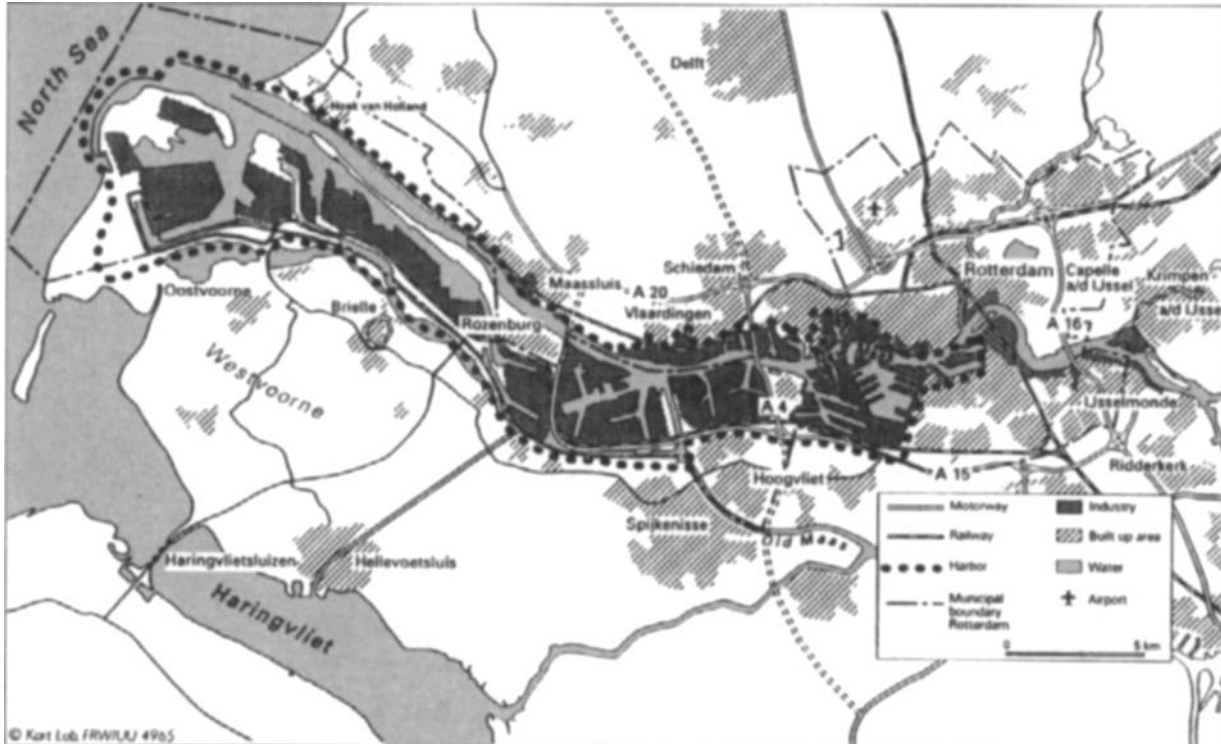 North Sea
Hoek van Holland
Delft
Oostvoorne
Brielle
Westvoorne
Rozenburg
Maassluis
A 20
Vlaardingen
Schiedam
Rotterdam
Capelle
a/d IJssel
Krimpen
a/d IJssel
A 16
IJsselmonde
Ridderkerk
A 4
A 15
Hoogvliet
Spijkenisse
Old Maas
Haringvlietsluizen
Hellevoetsluis
Haringvliet
Motorway
Railway
Harbor
Municipal
boundary
Rotterdam
Industry
Built up area
Water
Airport
0 5 km
© Kart Lab, FRW/UU 4965